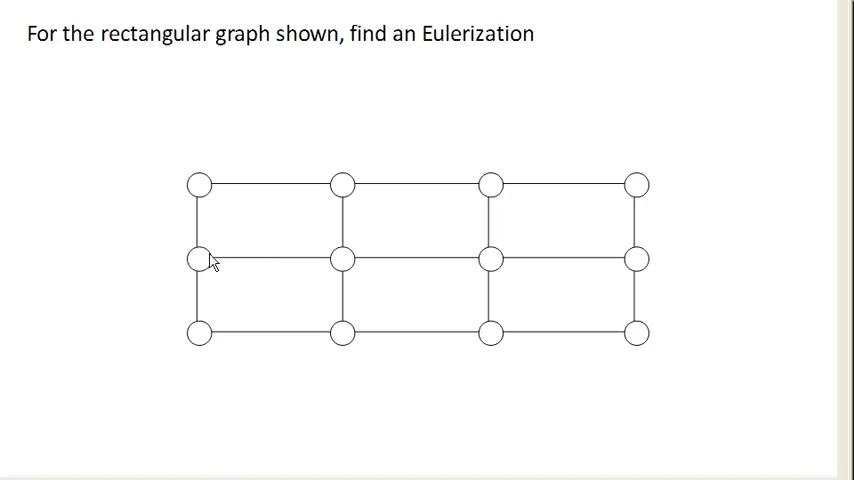 For the rectangular graph shown, find an Eulerization